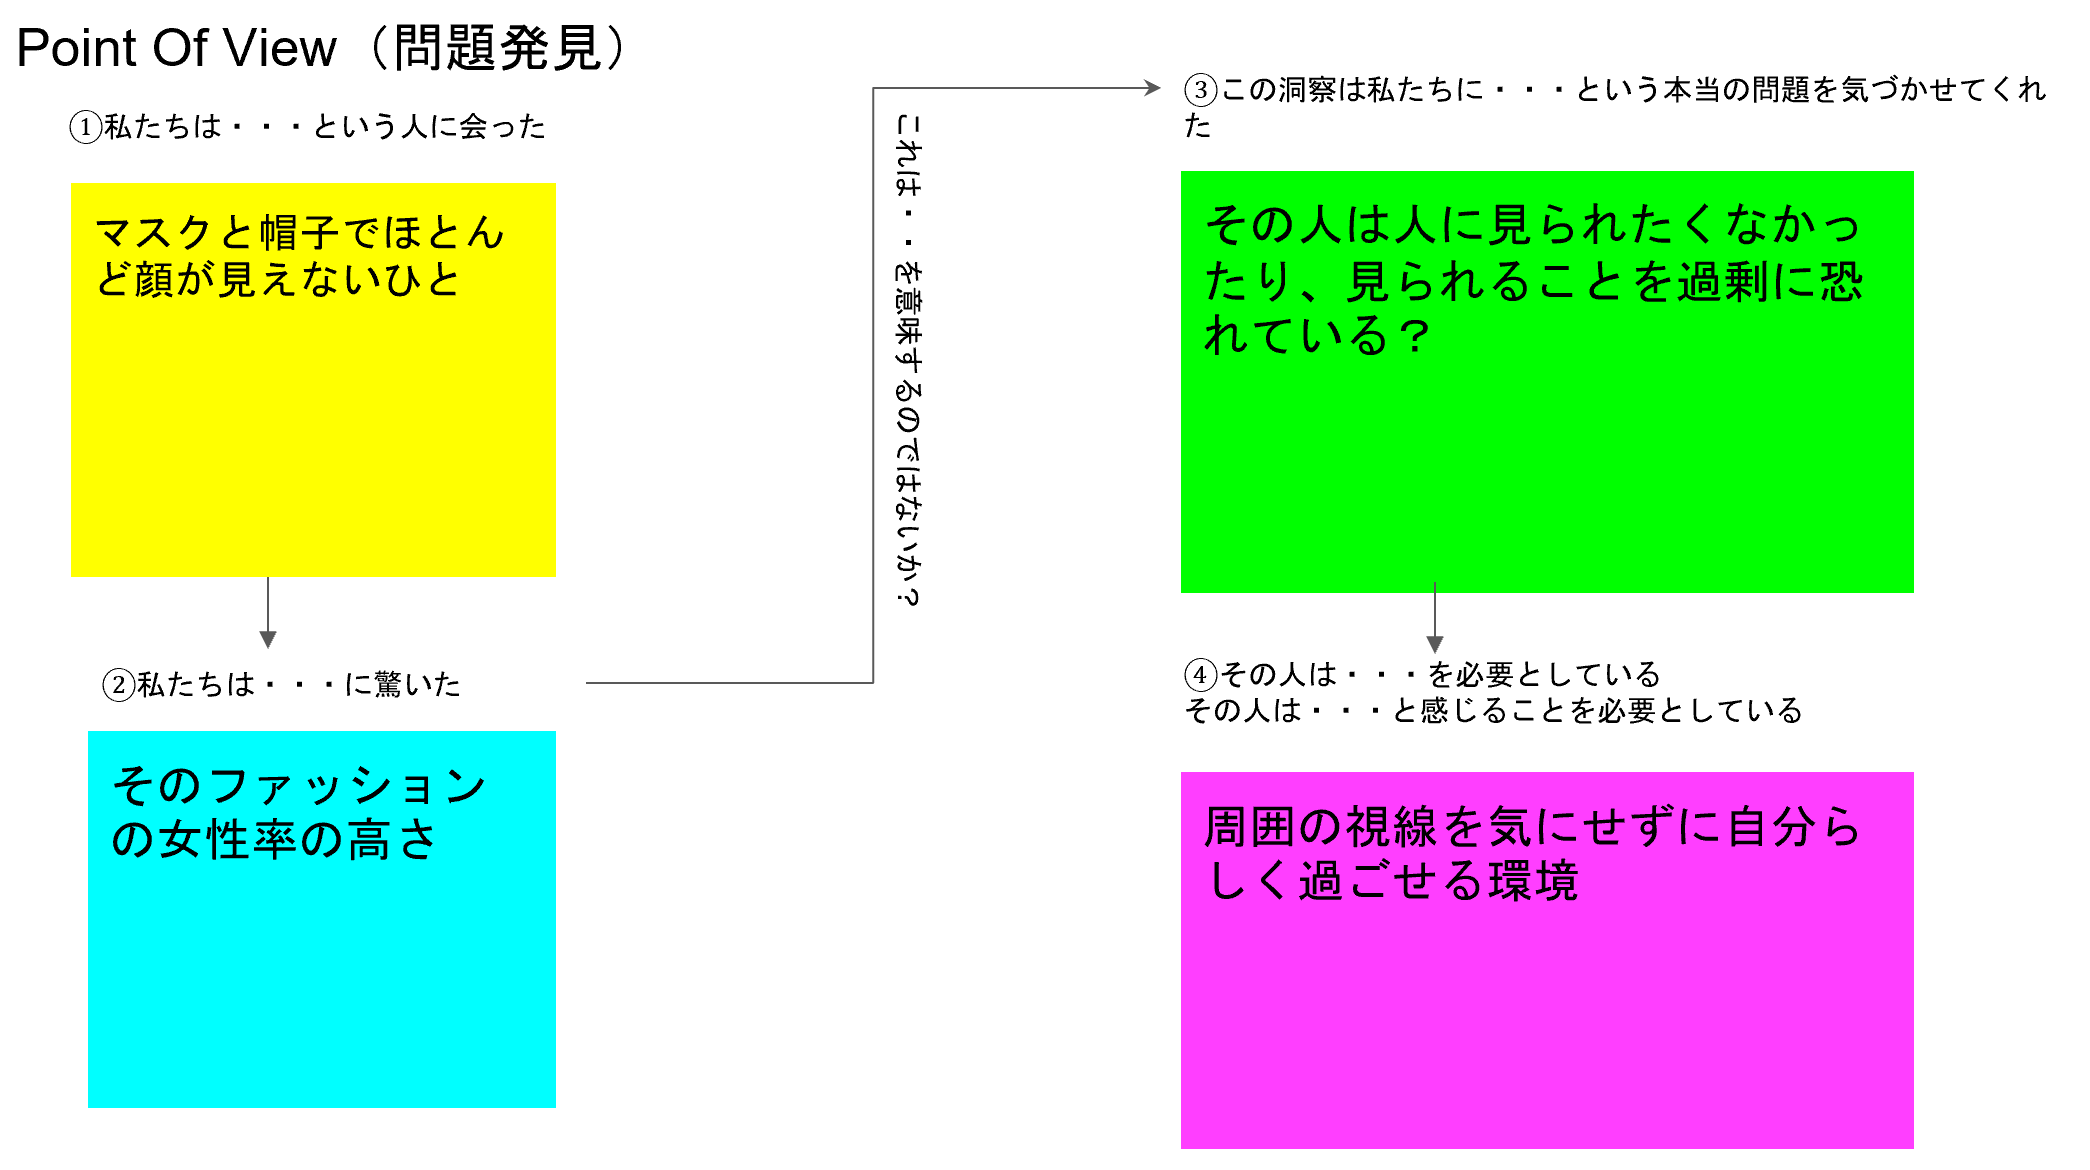 Point Of View（問題発見）
①私たちは・・・という人に会った
マスクと帽子でほとん
ど顔が見えないひと
②私たちは・・・に驚いた
そのファッション
の女性率の高さ
これは・・を意味するのではないか？
③この洞察は私たちに・・・という本当の問題を気づかせてくれ
た
その人は人に見られたくなかっ
たり、見られることを過剰に恐
れている？
④その人は・・・を必要としている
その人は・・・と感じることを必要としている
周囲の視線を気にせずに自分ら
しく過ごせる環境